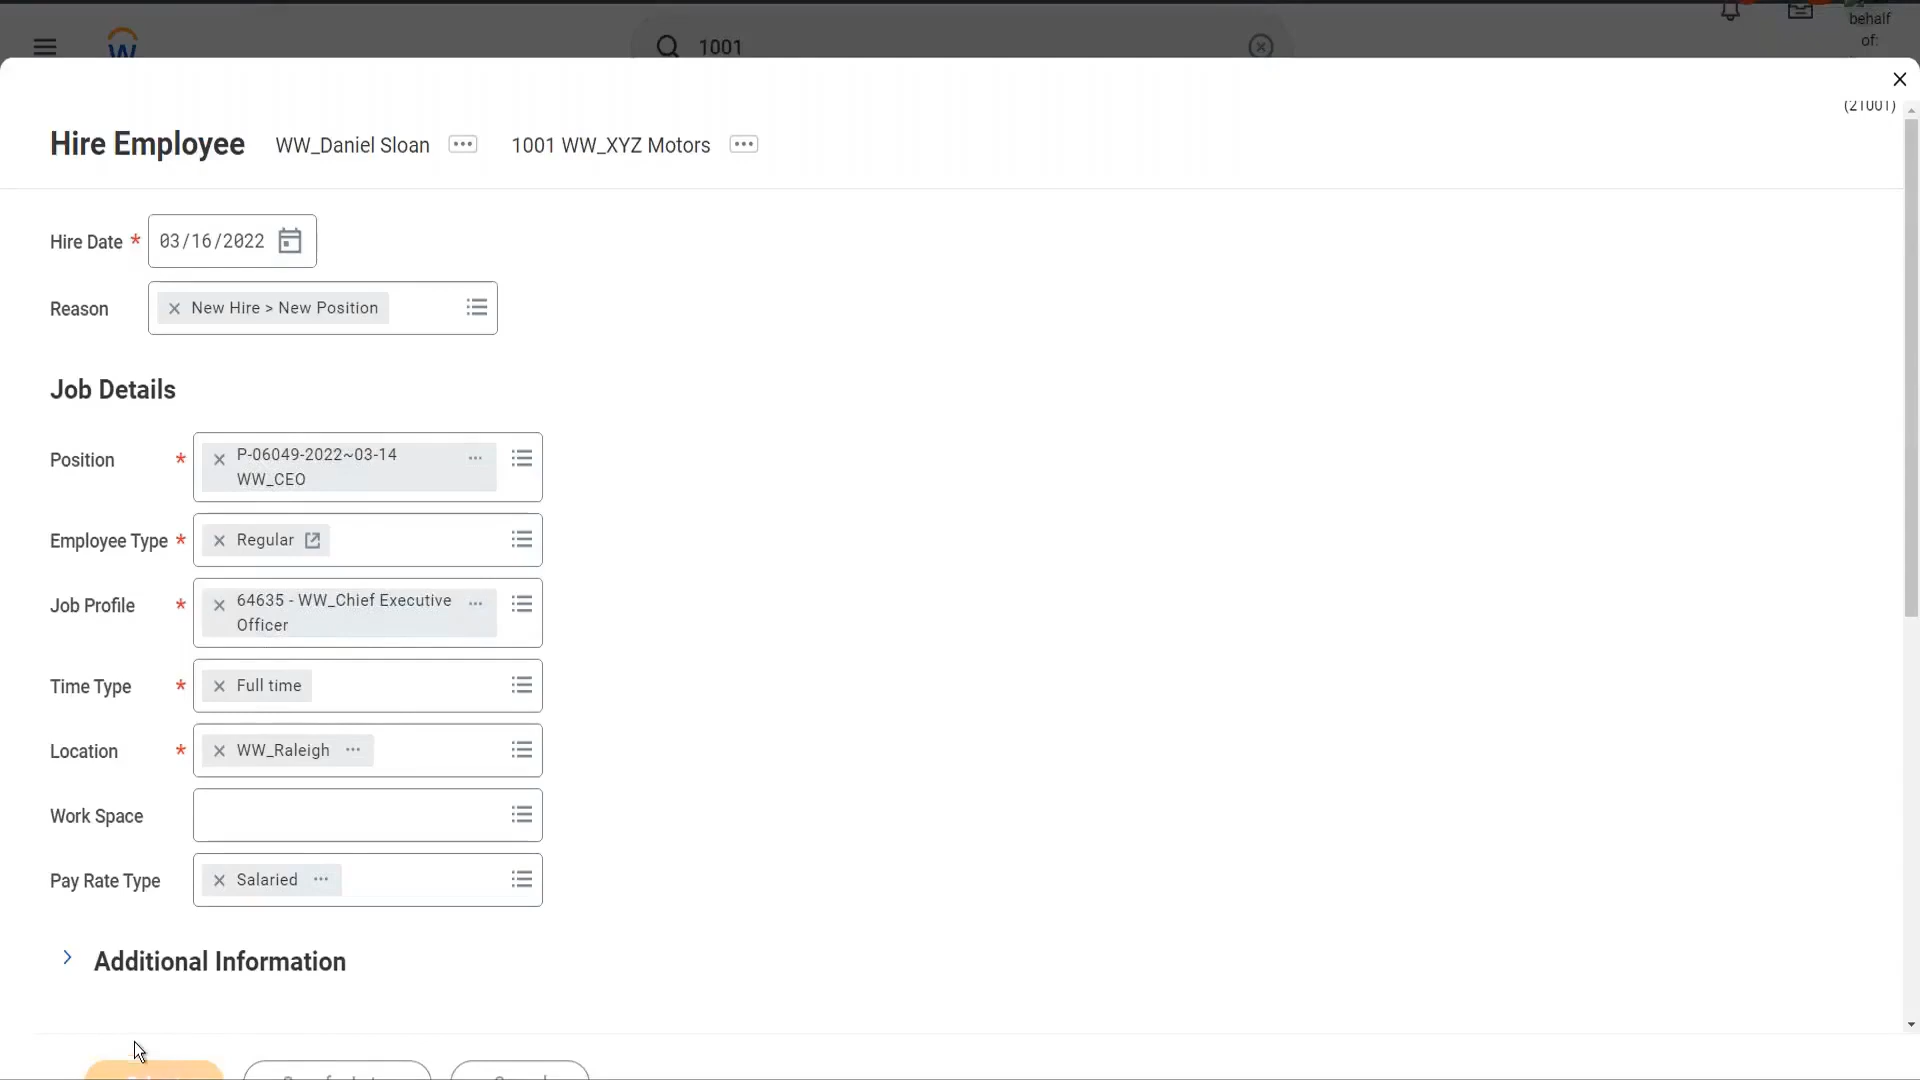 behalf
of:
1001
(21001)
Hire Employee WW_Daniel Sloan 1001 WW_XYZ Motors
Hire Date * 03/16/2022
Reason New Hire > New Position
Job Details
Position * P-06049-2022~03-14
WW_CEO
Employee Type * Regular
Job Profile * 64635 - WW_Chief Executive
Officer
Time Type * Full time
Location * WW_Raleigh
Work Space
Pay Rate Type Salaried
Additional Information